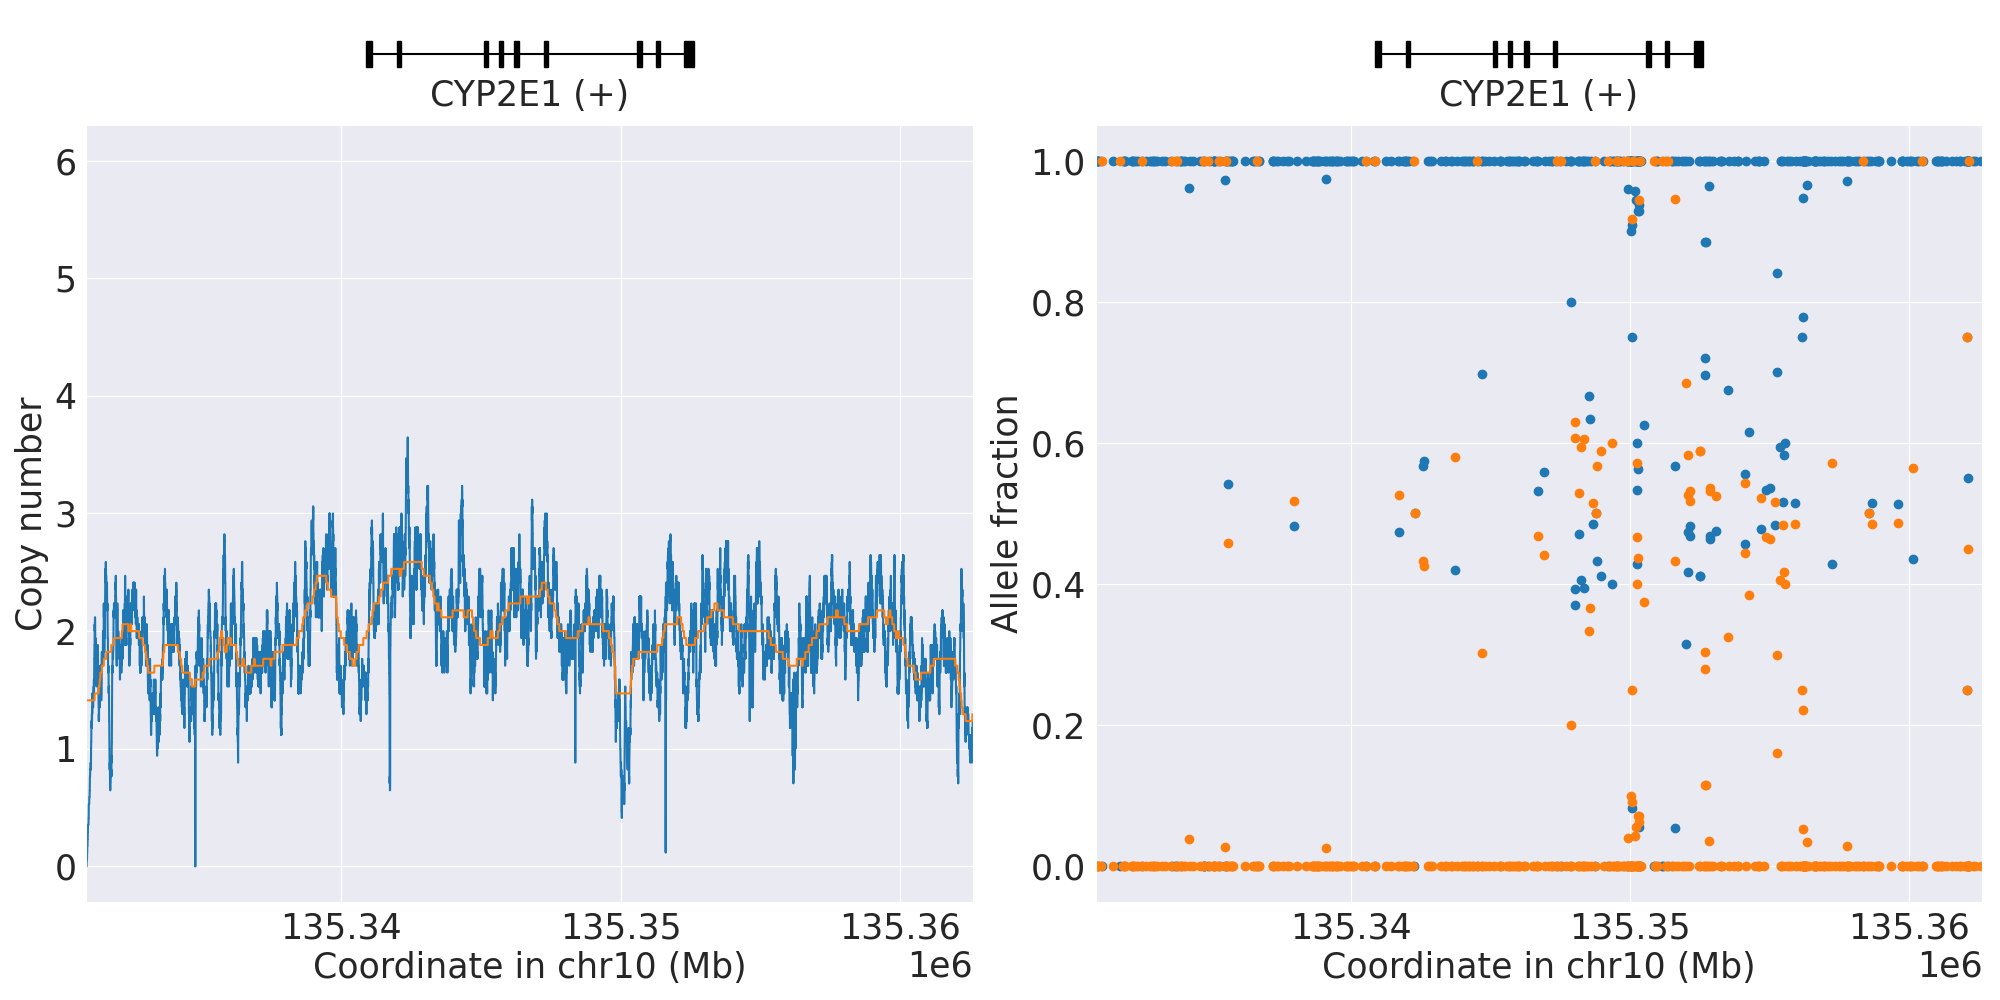 CYP2E1 (+)
6
5
4
3
2
1
0
Copy number
135.34 135.35 135.36
Coordinate in chr10 (Mb) 1e6
CYP2E1 (+)
1.0
0.8
0.6
0.4
0.2
0.0
Allele fraction
135.34 135.35 135.36
Coordinate in chr10 (Mb) 1e6